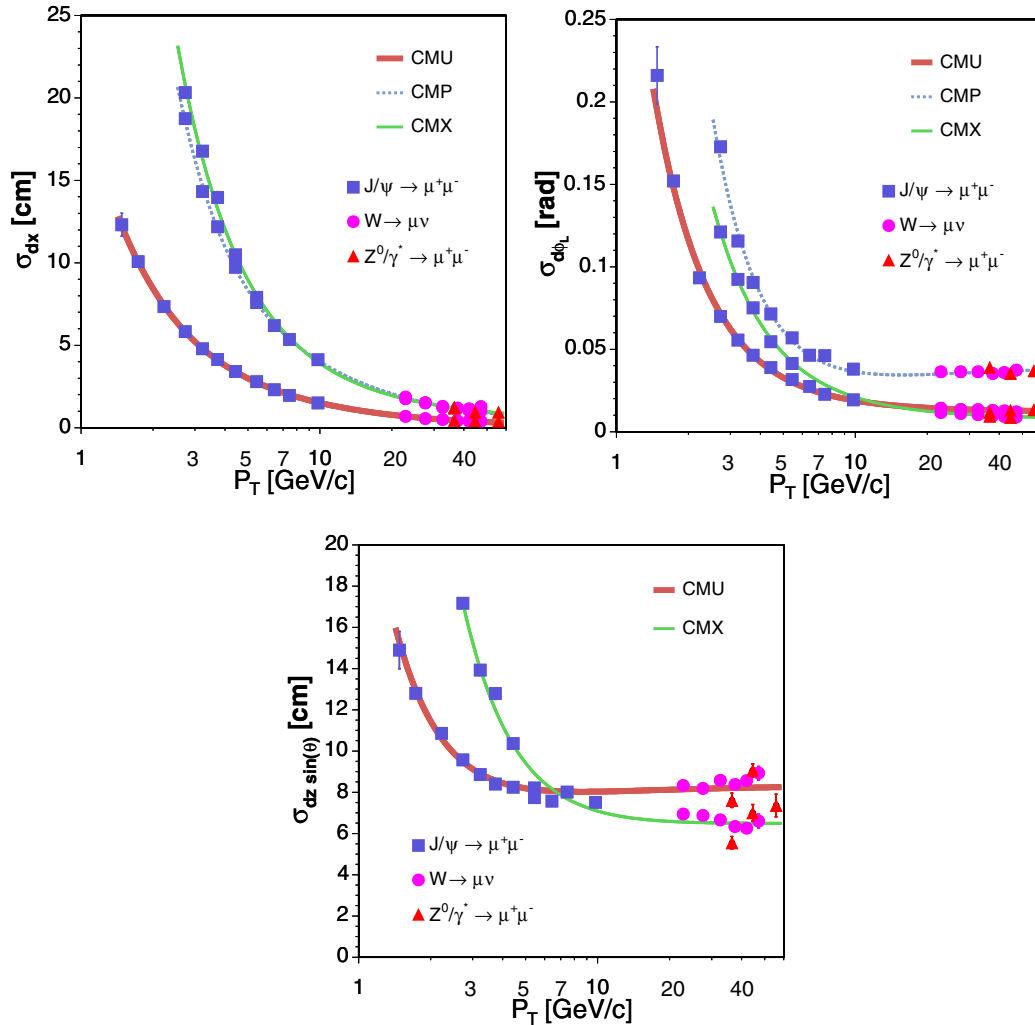 25
20
15
10
5
0
σdx [cm]
CMU
CMP
CMX
J/ψ → μ+μ-
W → μν
Z0/γ* → μ+μ-
1
3
5
7
10
20
40
PT [GeV/c]
0.25
0.2
0.15
0.1
0.05
0
σdϕL [rad]
CMU
CMP
CMX
J/ψ → μ+μ-
W → μν
Z0/γ* → μ+μ-
1
3
5
7
10
20
40
PT [GeV/c]
20
18
16
14
12
10
8
6
4
2
0
σdz sin(θ) [cm]
CMU
CMX
J/ψ → μ+μ-
W → μν
Z0/γ* → μ+μ-
1
3
5
7
10
20
40
PT [GeV/c]